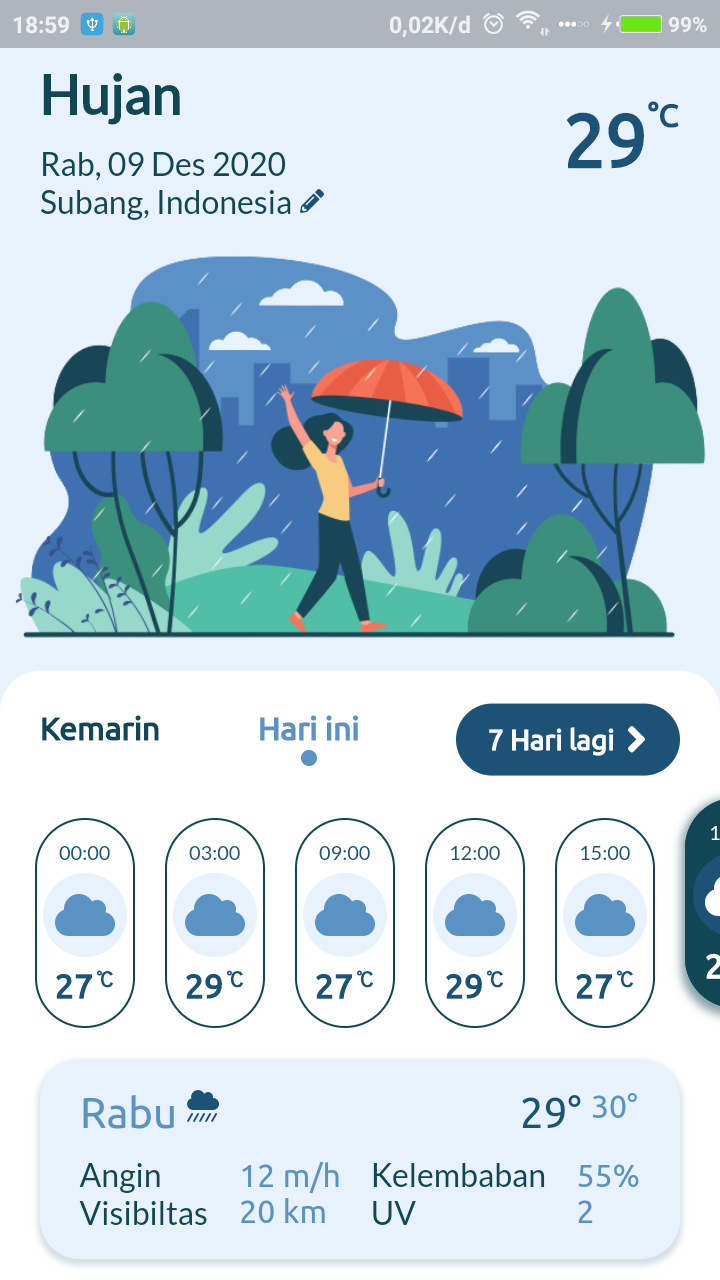 18:59 0,02K/d 99%
Hujan
29°C
Rab, 09 Des 2020
Subang, Indonesia
Kemarin Hari ini 7 Hari lagi
00:00 03:00 09:00 12:00 15:00
27°C 29°C 27°C 29°C 27°C
Rabu 29° 30°
Angin 12 m/h Kelembaban 55%
Visibiltas 20 km UV 2